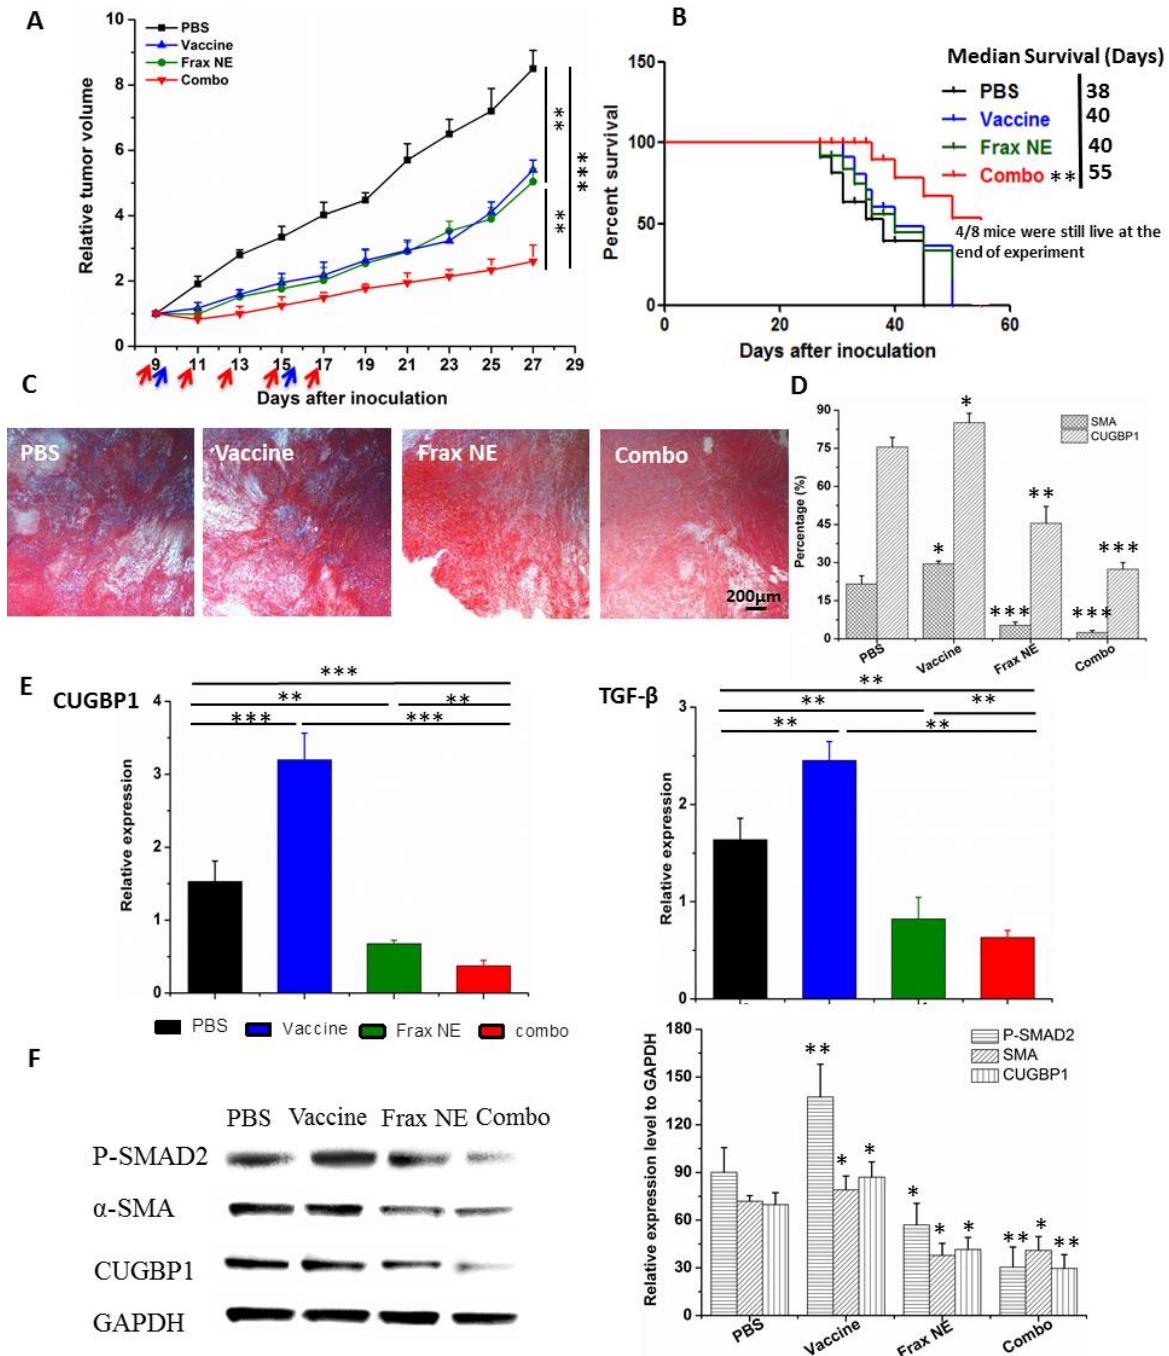 A
PBS
Vaccine
Frax NE
Combo
Relative tumor volume
10
8
6
4
2
0
** ** ***
9 11 13 15 17 19 21 23 25 27 29
Days after inoculation
B
Median Survival (Days)
PBS 38
Vaccine 40
Frax NE 40
Combo ** 55
Percent survival
150
100
50
0
4/8 mice were still live at the
end of experiment
0 20 40 60
Days after inoculation
C
PBS Vaccine Frax NE Combo
200μm
D
SMA
CUGBP1
Percentage (%)
90
75
60
45
30
15
0
* * *** ** *** ***
PBS Vaccine Frax NE Combo
E
CUGBP1
***
** **
*** ***
Relative expression
4
3
2
1
0
TGF-β
**
** **
** **
Relative expression
3
2
1
0
PBS Vaccine Frax NE combo
F
PBS Vaccine Frax NE Combo
P-SMAD2
α-SMA
CUGBP1
GAPDH
P-SMAD2
SMA
CUGBP1
Relative expression level to GAPDH
180
150
120
90
60
30
0
** * * * * * ** * **
PBS Vaccine Frax NE Combo